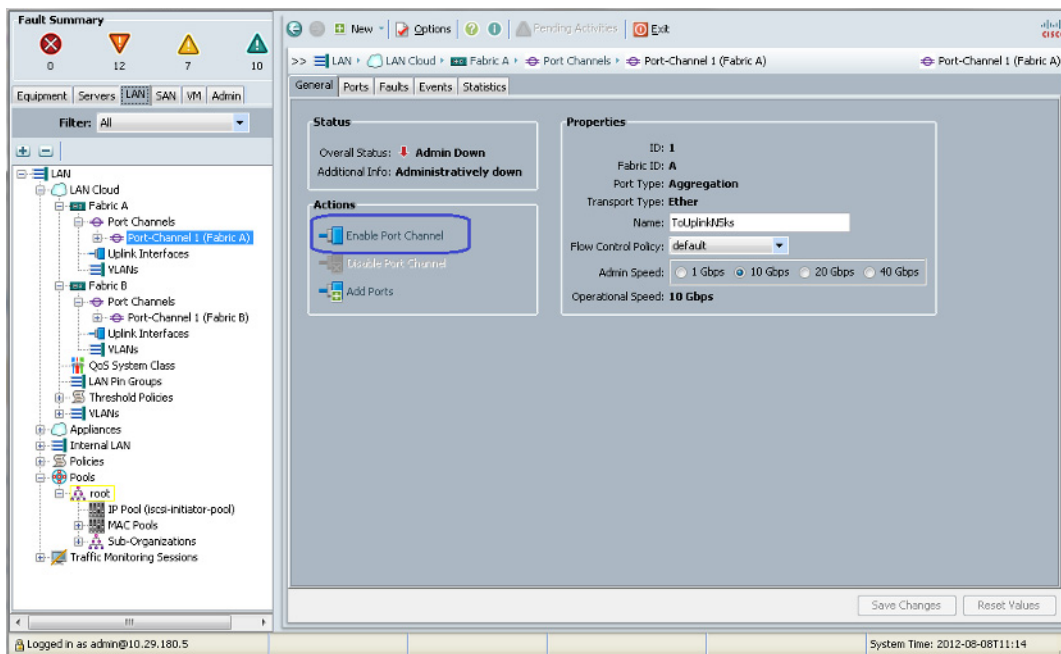 Fault Summary
0 12 7 10
Equipment Servers LAN SAN VM Admin
Filter: All
LAN
LAN Cloud
Fabric A
Port Channels
Port-Channel 1 (Fabric A)
Uplink Interfaces
VLANs
Fabric B
Port Channels
Port-Channel 1 (Fabric B)
Uplink Interfaces
VLANs
QoS System Class
LAN Pin Groups
Threshold Policies
VLANs
Appliances
Internal LAN
Policies
Pools
root
IP Pool (iscsi-initiator-pool)
MAC Pools
Sub-Organizations
Traffic Monitoring Sessions
New Options Pending Activities Exit
CISC
>> LAN LAN Cloud Fabric A Port Channels Port-Channel 1 (Fabric A) Port-Channel 1 (Fabric A)
General Ports Faults Events Statistics
Status
Overall Status: Admin Down
Additional Info: Administratively down
Actions
Enable Port Channel
Disable Port Channel
Add Ports
Properties
ID: 1
Fabric ID: A
Port Type: Aggregation
Transport Type: Ether
Name: ToUplinkN5ks
Flow Control Policy: default
Admin Speed: 1 Gbps 10 Gbps 20 Gbps 40 Gbps
Operational Speed: 10 Gbps
Save Changes Reset Values
Logged in as admin@10.29.180.5 System Time: 2012-08-08T11:14